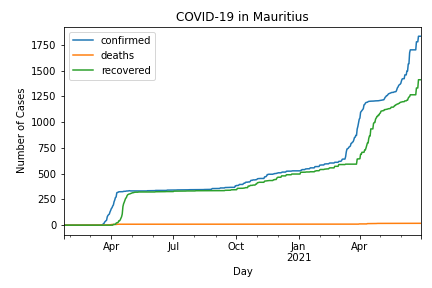 COVID-19 in Mauritius
confirmed
deaths
recovered
Number of Cases
1750
1500
1250
1000
750
500
250
0
Apr
Jul
Oct
Jan
2021
Apr
Day